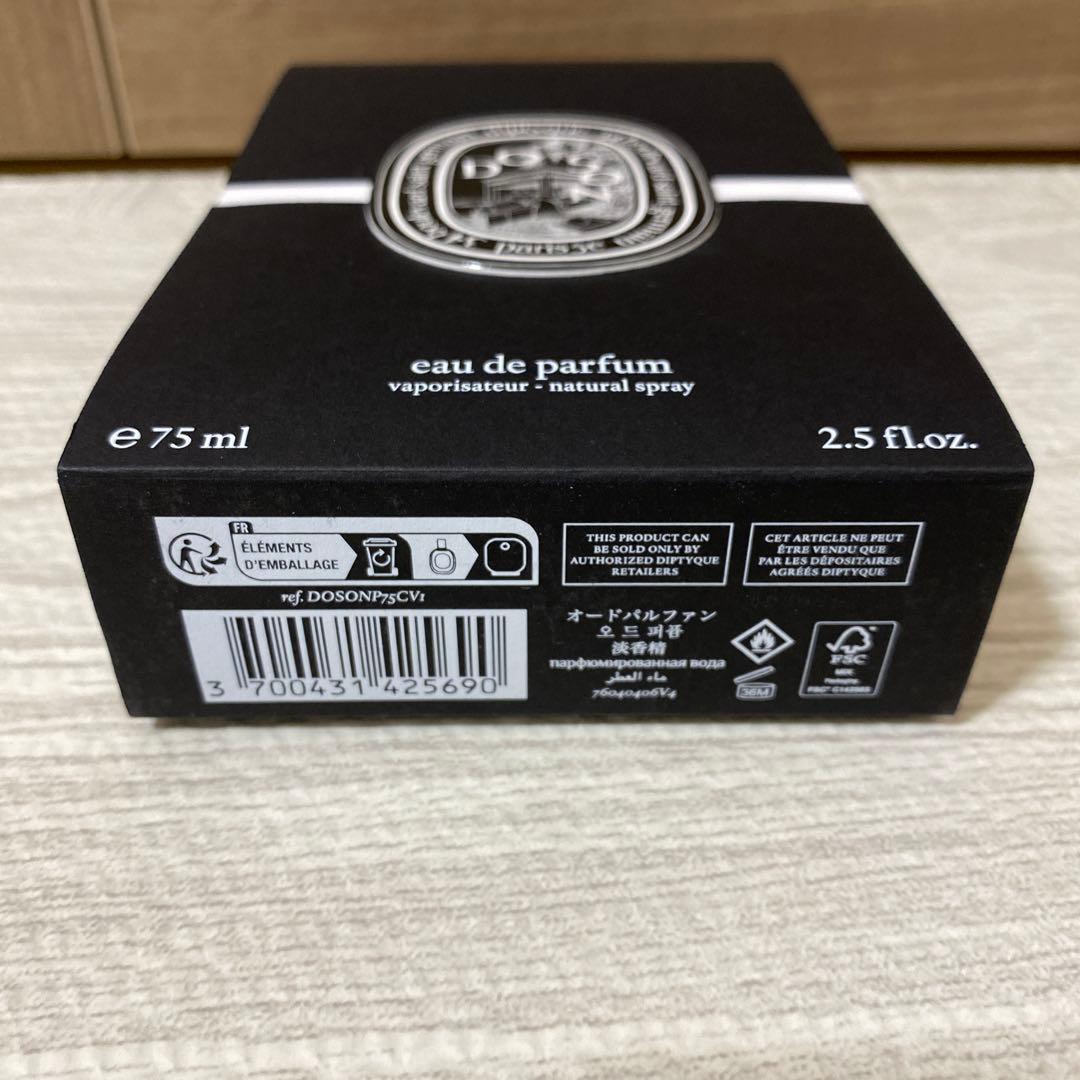 eau de parfum
vaporisateur - natural spray
℮ 75 ml
2.5 fl.oz.
FR
ÉLÉMENTS
D'EMBALLAGE
ref. DOSONP75CV1
3 700431 425690
THIS PRODUCT CAN
BE SOLD ONLY BY
AUTHORIZED DIPTYQUE
RETAILERS
CET ARTICLE NE PEUT
ÊTRE VENDU QUE
PAR LES DÉPOSITAIRES
AGRÉÉS DIPTYQUE
オードパルファン
오 드 퍼퓸
淡香精
парфюмированная вода
ماء العطر
76040406V4
36M
FSC